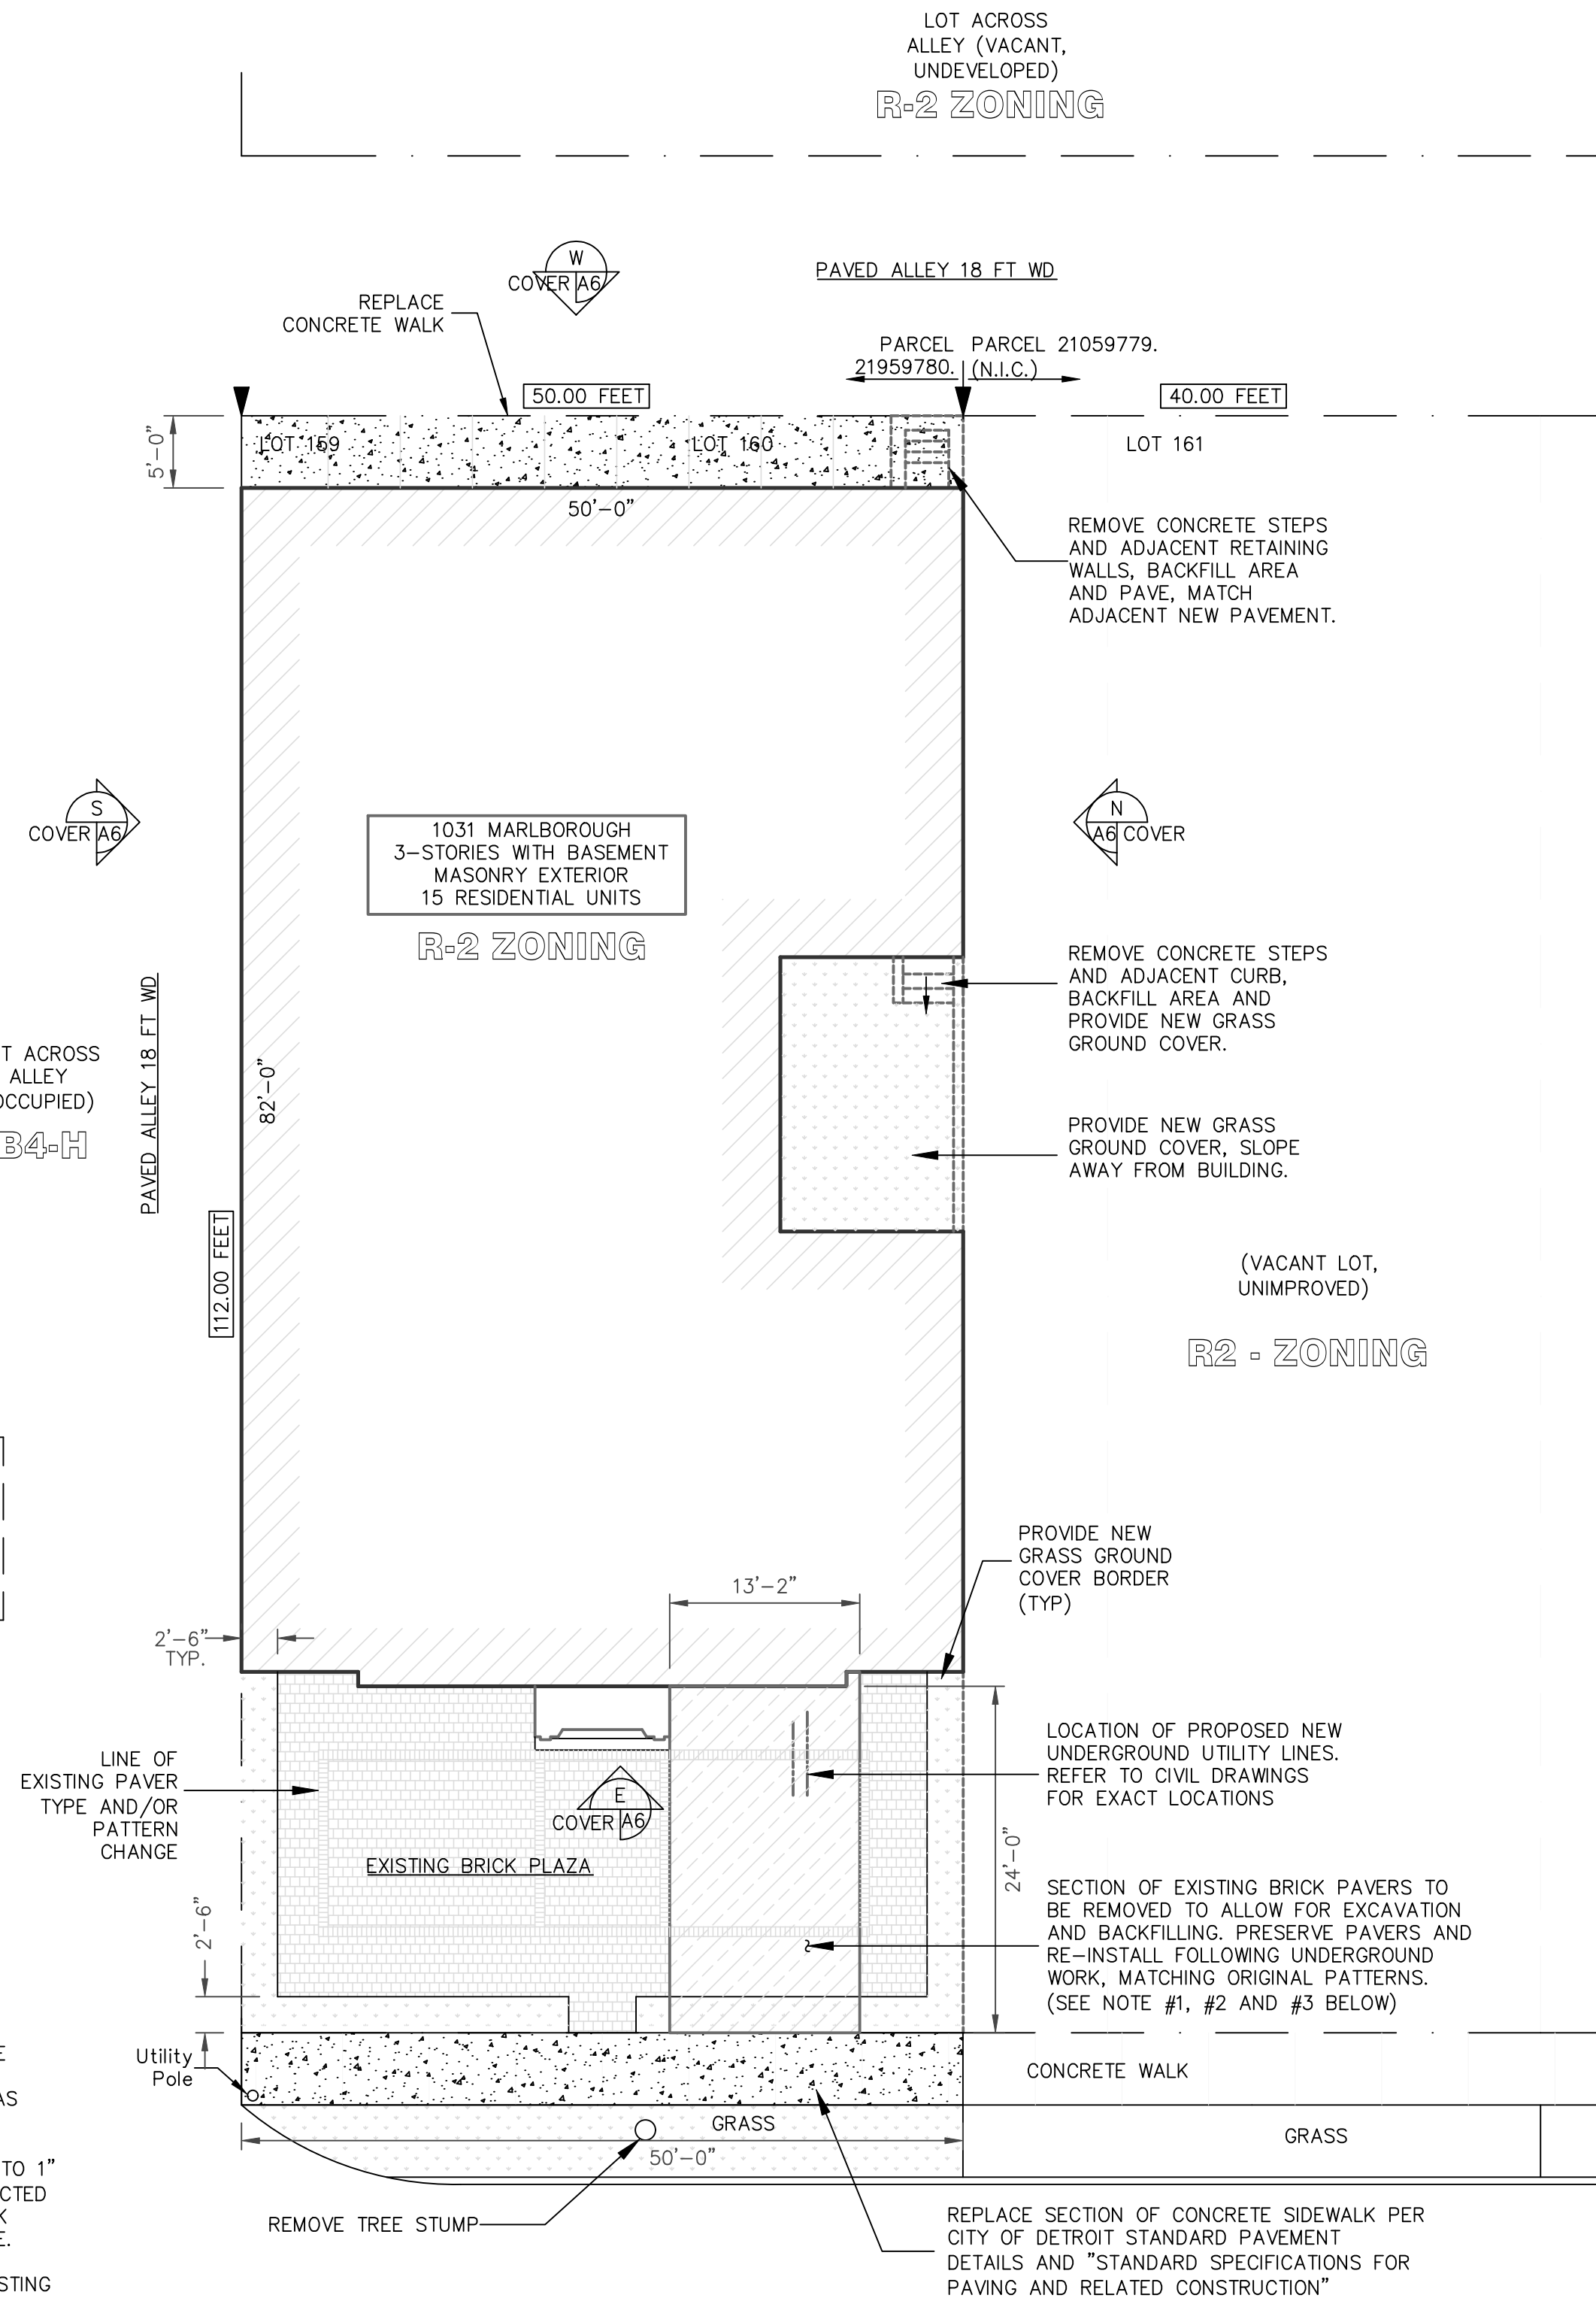 LOT ACROSS
ALLEY (VACANT,
UNDEVELOPED)
R-2 ZONING
W
COVER A6
PAVED ALLEY 18 FT WD
REPLACE
CONCRETE WALK
PARCEL PARCEL 21059779.
21959780. (N.I.C.)
50.00 FEET
40.00 FEET
5'-0"
LOT 159
LOT 160
LOT 161
50'-0"
REMOVE CONCRETE STEPS
AND ADJACENT RETAINING
WALLS, BACKFILL AREA
AND PAVE, MATCH
ADJACENT NEW PAVEMENT.
S
COVER A6
1031 MARLBOROUGH
3-STORIES WITH BASEMENT
MASONRY EXTERIOR
15 RESIDENTIAL UNITS
R-2 ZONING
N
A6 COVER
REMOVE CONCRETE STEPS
AND ADJACENT CURB,
BACKFILL AREA AND
PROVIDE NEW GRASS
GROUND COVER.
T ACROSS
ALLEY
OCCUPIED)
B4-H
PAVED ALLEY 18 FT WD
82'-0"
112.00 FEET
PROVIDE NEW GRASS
GROUND COVER, SLOPE
AWAY FROM BUILDING.
(VACANT LOT,
UNIMPROVED)
R2 - ZONING
PROVIDE NEW
GRASS GROUND
COVER BORDER
(TYP)
13'-2"
2'-6"
TYP.
LINE OF
EXISTING PAVER
TYPE AND/OR
PATTERN
CHANGE
E
COVER A6
EXISTING BRICK PLAZA
LOCATION OF PROPOSED NEW
UNDERGROUND UTILITY LINES.
REFER TO CIVIL DRAWINGS
FOR EXACT LOCATIONS
24'-0"
2'-6"
SECTION OF EXISTING BRICK PAVERS TO
BE REMOVED TO ALLOW FOR EXCAVATION
AND BACKFILLING. PRESERVE PAVERS AND
RE-INSTALL FOLLOWING UNDERGROUND
WORK, MATCHING ORIGINAL PATTERNS.
(SEE NOTE #1, #2 AND #3 BELOW)
E
AS
TO 1"
CTED
K
E.
STING
Utility
Pole
CONCRETE WALK
GRASS
GRASS
50'-0"
REMOVE TREE STUMP
REPLACE SECTION OF CONCRETE SIDEWALK PER
CITY OF DETROIT STANDARD PAVEMENT
DETAILS AND "STANDARD SPECIFICATIONS FOR
PAVING AND RELATED CONSTRUCTION"